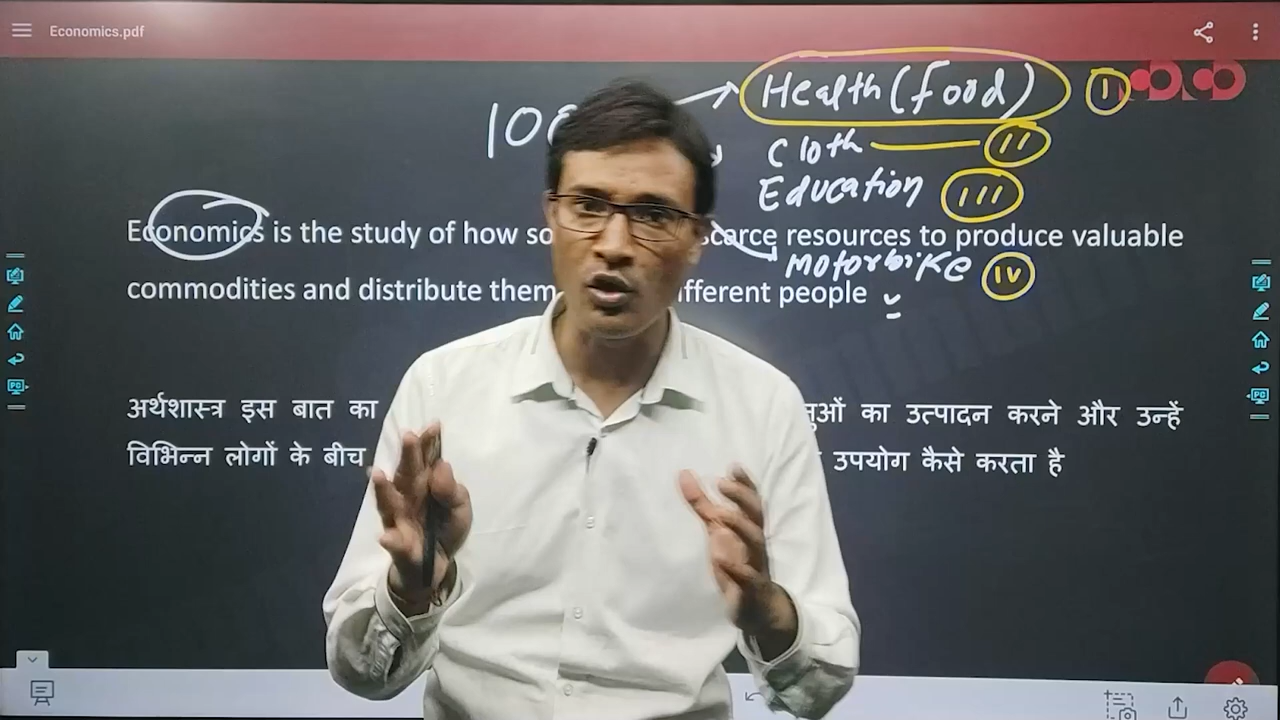 Economics.pdf
Health (food) I
10
Cloth II
Education III
Economics is the study of how so scarce resources to produce valuable
motorbike IV
commodities and distribute them fferent people
अर्थशास्त्र इस बात का ुओं का उत्पादन करने और उन्हें
विभिन्न लोगों के बीच उपयोग कैसे करता है